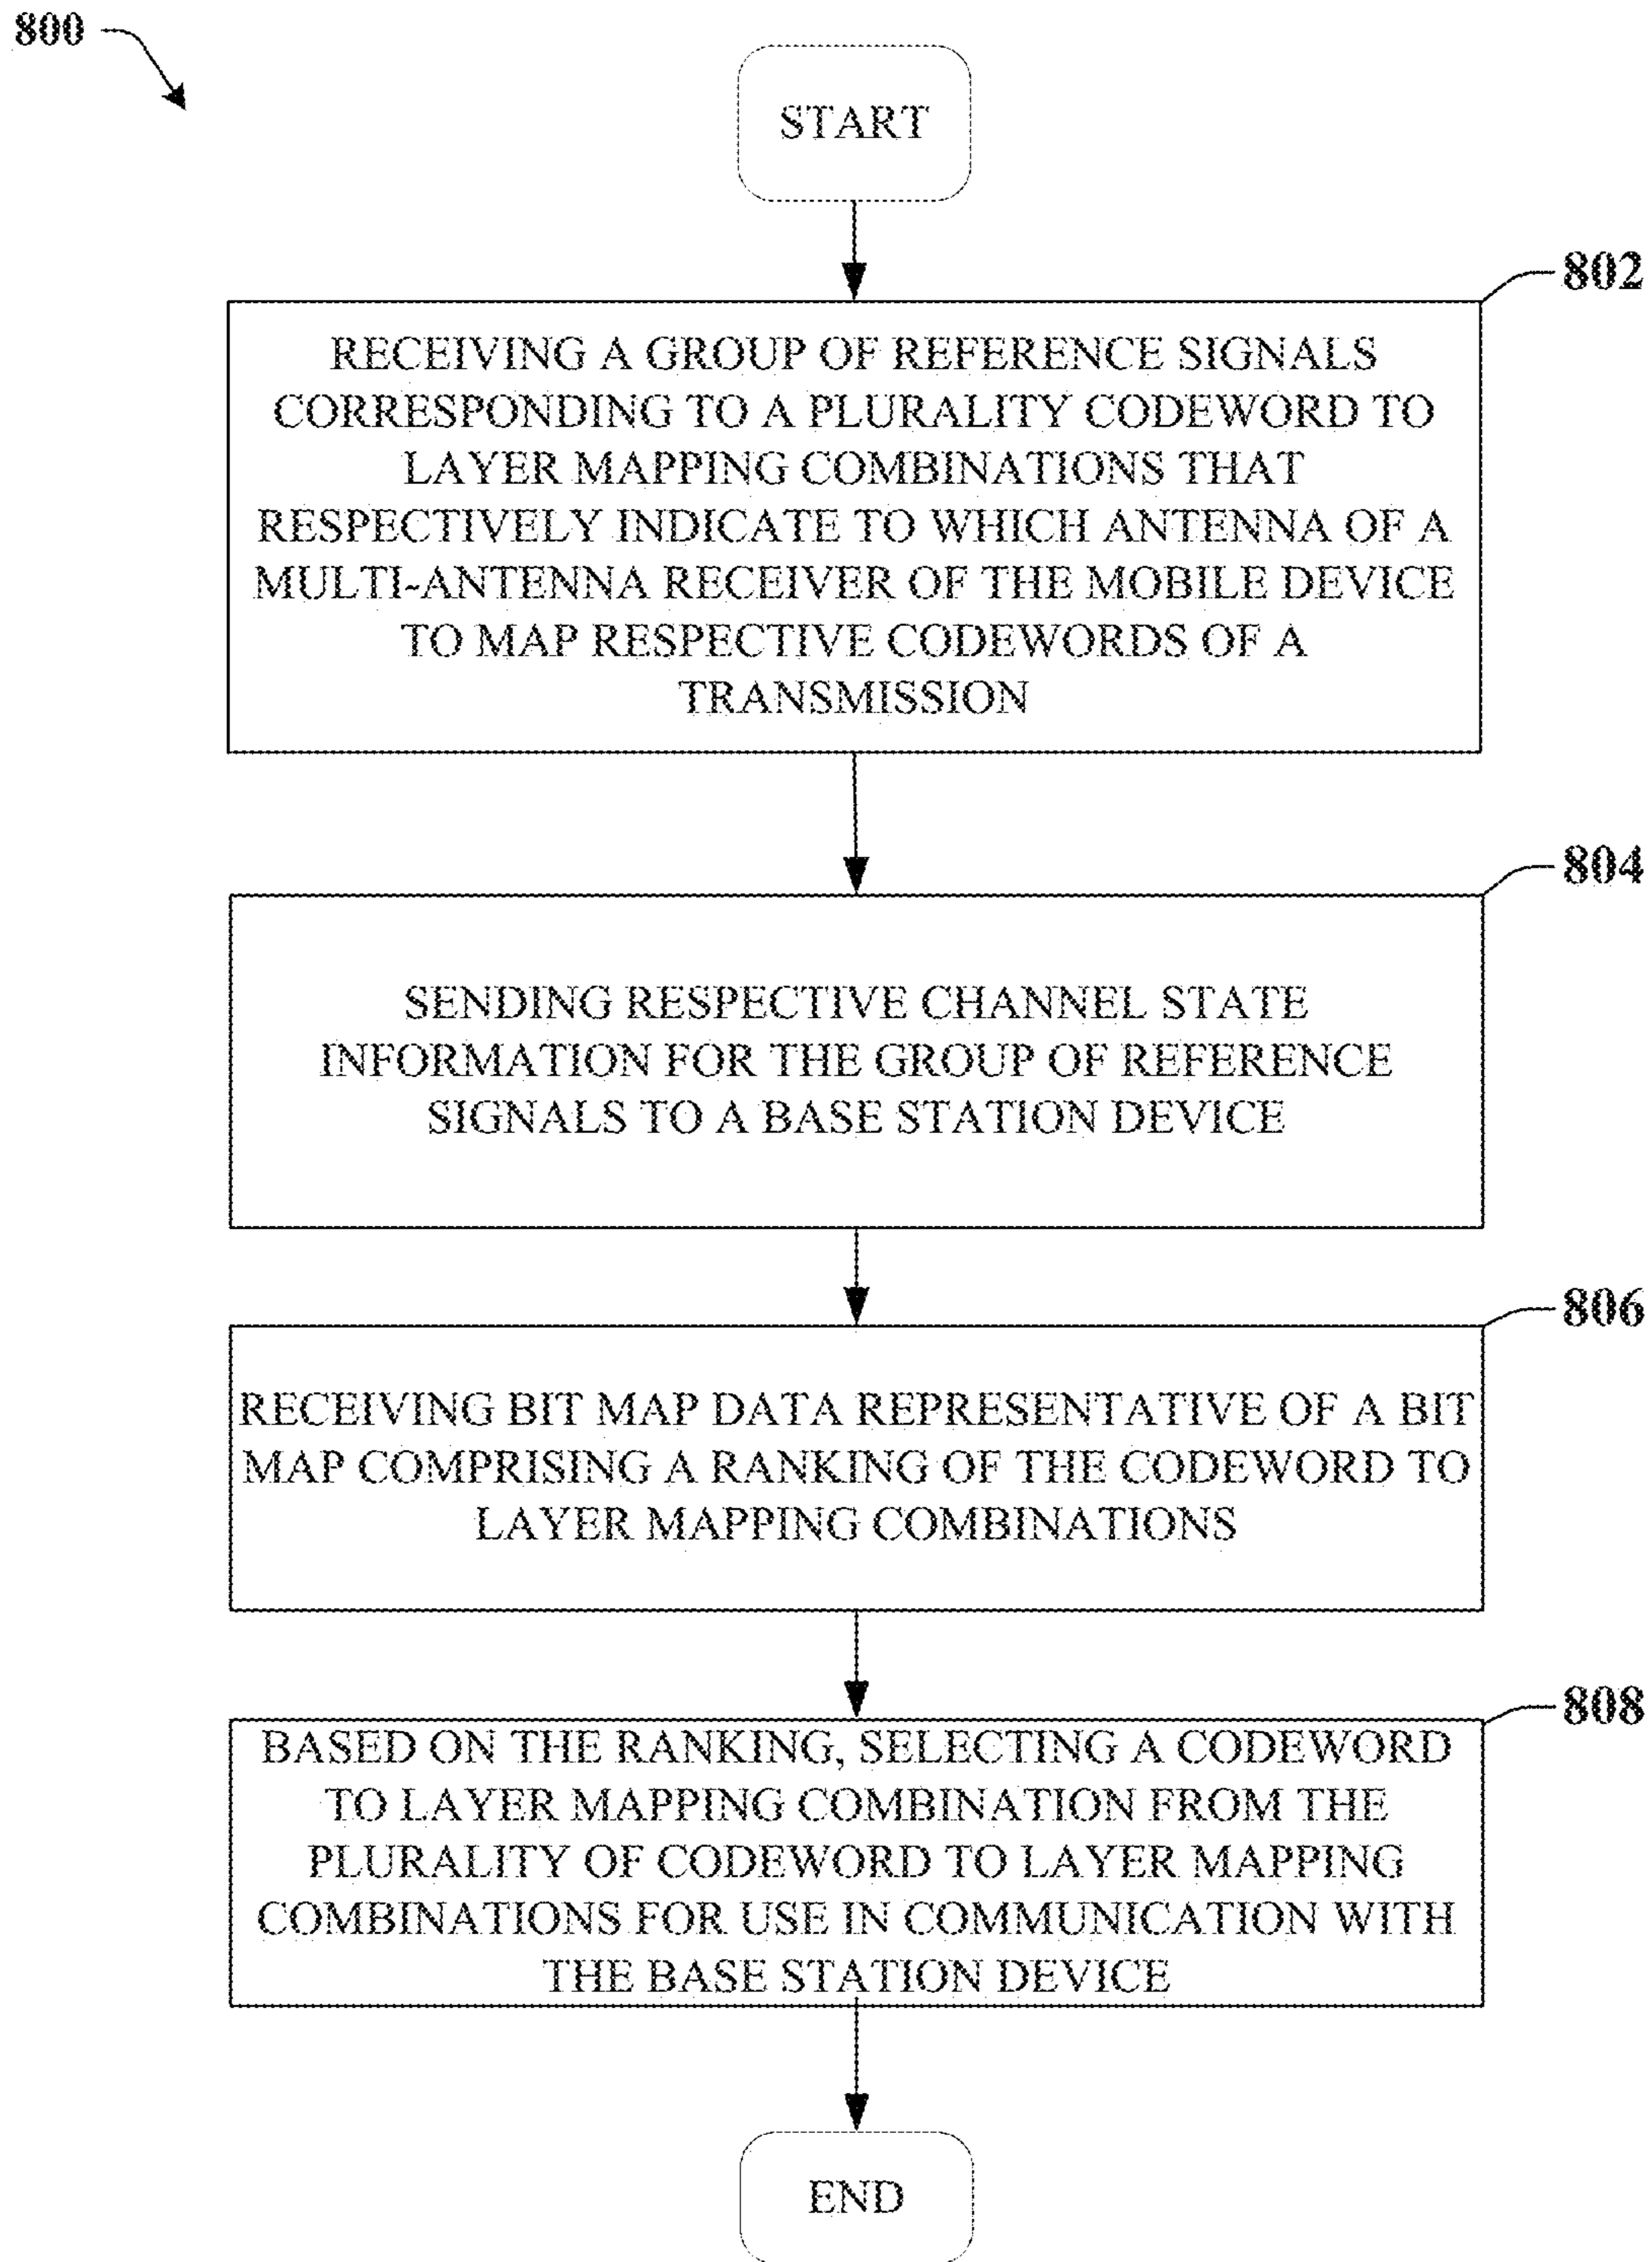 800
START
802
RECEIVING A GROUP OF REFERENCE SIGNALS
CORRESPONDING TO A PLURALITY CODEWORD TO
LAYER MAPPING COMBINATIONS THAT
RESPECTIVELY INDICATE TO WHICH ANTENNA OF A
MULTI-ANTENNA RECEIVER OF THE MOBILE DEVICE
TO MAP RESPECTIVE CODEWORDS OF A
TRANSMISSION
804
SENDING RESPECTIVE CHANNEL STATE
INFORMATION FOR THE GROUP OF REFERENCE
SIGNALS TO A BASE STATION DEVICE
806
RECEIVING BIT MAP DATA REPRESENTATIVE OF A BIT
MAP COMPRISING A RANKING OF THE CODEWORD TO
LAYER MAPPING COMBINATIONS
808
BASED ON THE RANKING, SELECTING A CODEWORD
TO LAYER MAPPING COMBINATION FROM THE
PLURALITY OF CODEWORD TO LAYER MAPPING
COMBINATIONS FOR USE IN COMMUNICATION WITH
THE BASE STATION DEVICE
END